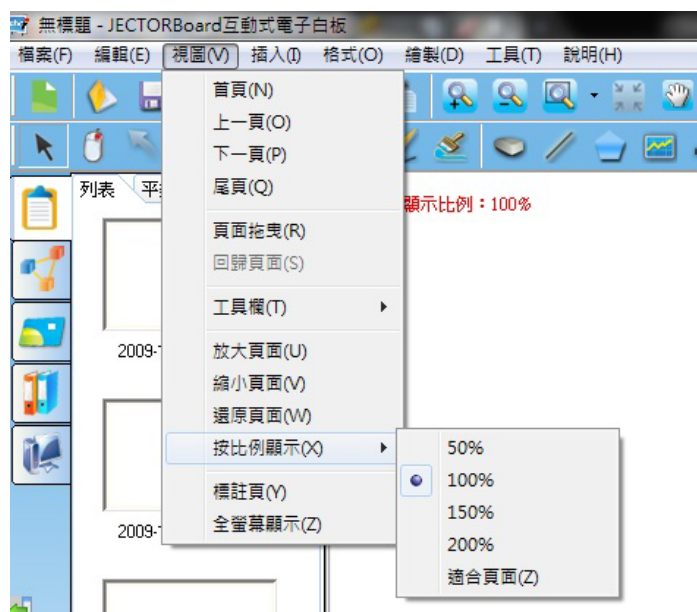 無標題 - JECTORBoard互動式電子白板
檔案(F) 編輯(E) 視圖(V) 插入(I) 格式(O) 繪製(D) 工具(T) 說明(H)
首頁(N)
上一頁(O)
下一頁(P)
尾頁(Q)
頁面拖曳(R)
回歸頁面(S)
工具欄(T)
放大頁面(U)
縮小頁面(V)
還原頁面(W)
按比例顯示(X)
標註頁(Y)
全螢幕顯示(Z)
50%
100%
150%
200%
適合頁面(Z)
列表
顯示比例：100%
2009-
2009-